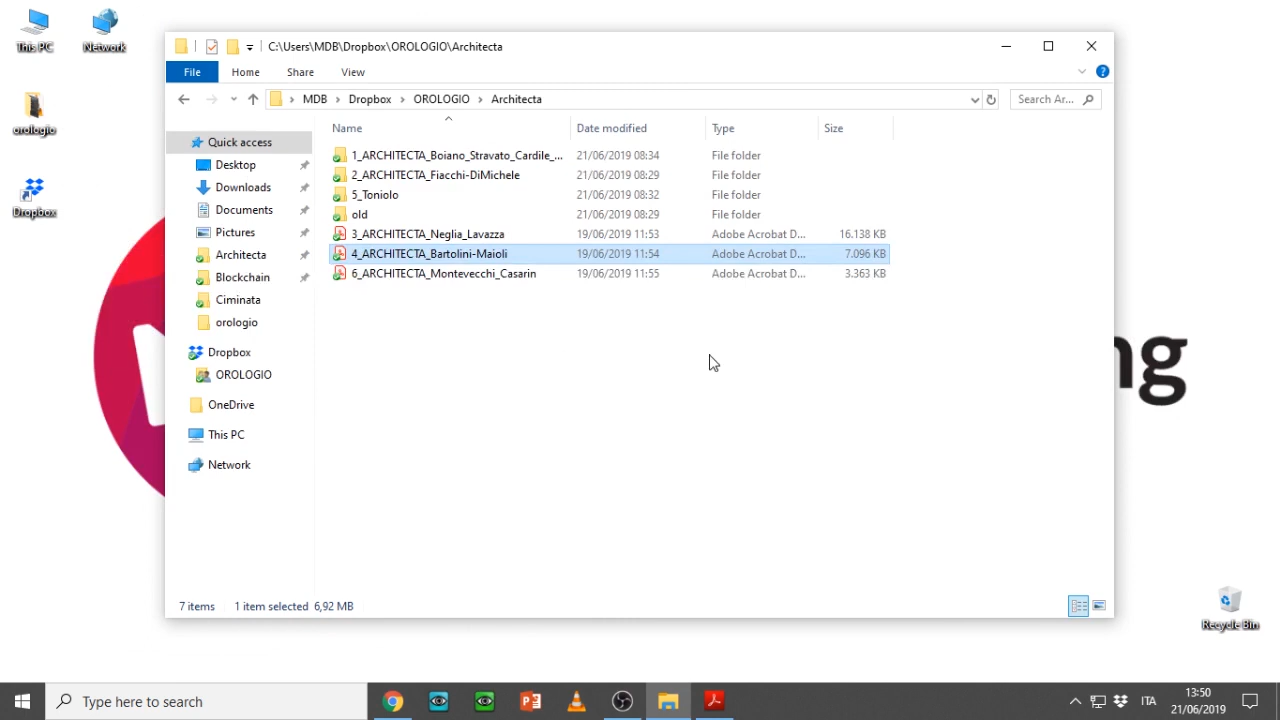 This PC
Network
orologio
Dropbox
C:\Users\MDB\Dropbox\OROLOGIO\Architecta
File Home Share View
MDB Dropbox OROLOGIO Architecta
Search Ar...
Name Date modified Type Size
1_ARCHITECTA_Boiano_Stravato_Cardile_... 21/06/2019 08:34 File folder
2_ARCHITECTA_Fiacchi-DiMichele 21/06/2019 08:29 File folder
5_Toniolo 21/06/2019 08:32 File folder
old 21/06/2019 08:29 File folder
3_ARCHITECTA_Neglia_Lavazza 19/06/2019 11:53 Adobe Acrobat D... 16.138 KB
4_ARCHITECTA_Bartolini-Maioli 19/06/2019 11:54 Adobe Acrobat D... 7.096 KB
6_ARCHITECTA_Montevecchi_Casarin 19/06/2019 11:55 Adobe Acrobat D... 3.363 KB
Quick access
Desktop
Downloads
Documents
Pictures
Architecta
Blockchain
Ciminata
orologio
Dropbox
OROLOGIO
OneDrive
This PC
Network
7 items 1 item selected 6,92 MB
ng
Recycle Bin
Type here to search
ITA
13:50
21/06/2019